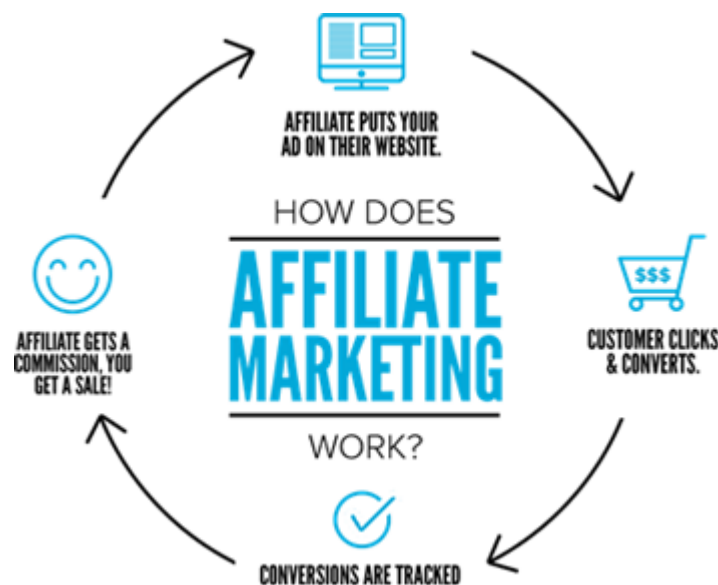 AFFILIATE PUTS YOUR
AD ON THEIR WEBSITE.
HOW DOES
AFFILIATE
MARKETING
WORK?
$$$
CUSTOMER CLICKS
& CONVERTS.
CONVERSIONS ARE TRACKED
AFFILIATE GETS A
COMMISSION, YOU
GET A SALE!